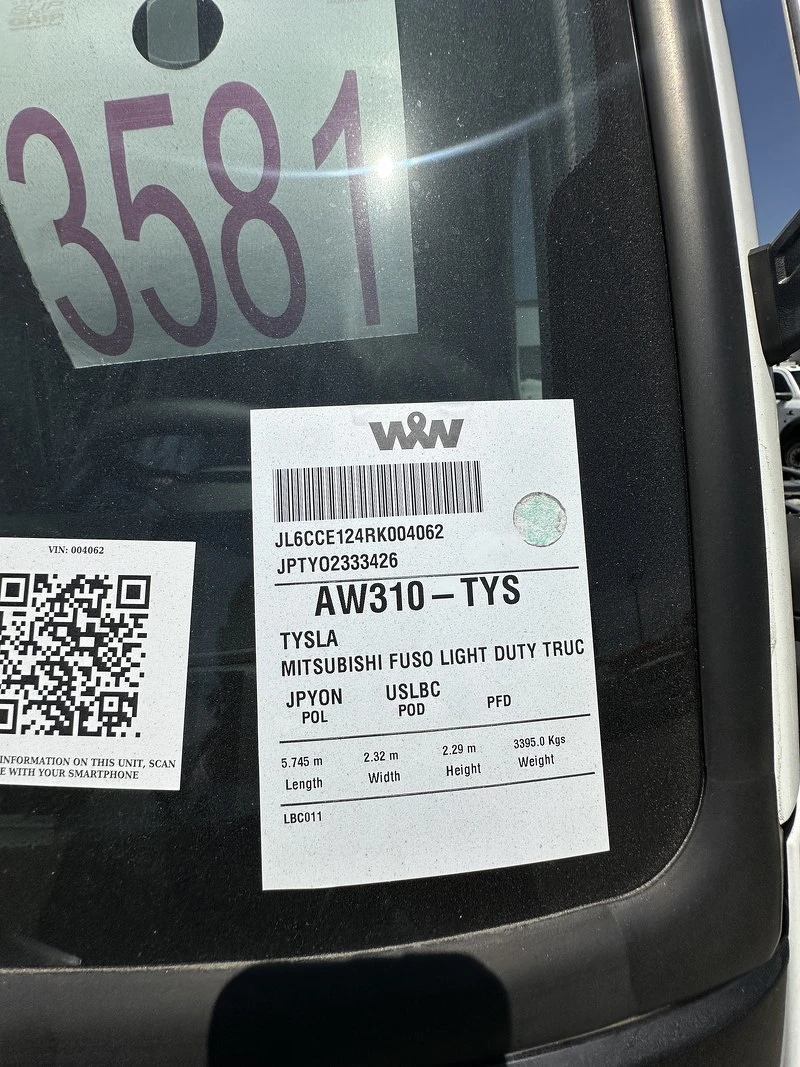 3581
W&W
JL6CCE124RK004062
JPTYO2333426
AW310 – TYS
TYSLA
MITSUBISHI FUSO LIGHT DUTY TRUC
JPYON USLBC
POL POD PFD
5.745 m 2.32 m 2.29 m 3395.0 Kgs
Length Width Height Weight
LBC011
VIN: 004062
INFORMATION ON THIS UNIT, SCAN
E WITH YOUR SMARTPHONE